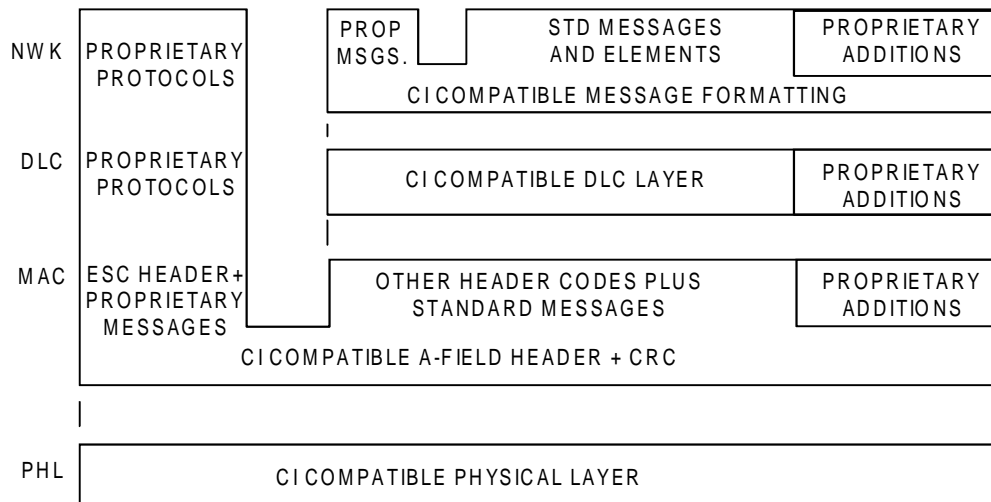 NWK
PROPRIETARY
PROTOCOLS
PROP
MSGS.
STD MESSAGES
AND ELEMENTS
PROPRIETARY
ADDITIONS
CI COMPATIBLE MESSAGE FORMATTING
DLC
PROPRIETARY
PROTOCOLS
CI COMPATIBLE DLC LAYER
PROPRIETARY
ADDITIONS
MAC
ESC HEADER+
PROPRIETARY
MESSAGES
OTHER HEADER CODES PLUS
STANDARD MESSAGES
PROPRIETARY
ADDITIONS
CI COMPATIBLE A-FIELD HEADER + CRC
PHL
CI COMPATIBLE PHYSICAL LAYER